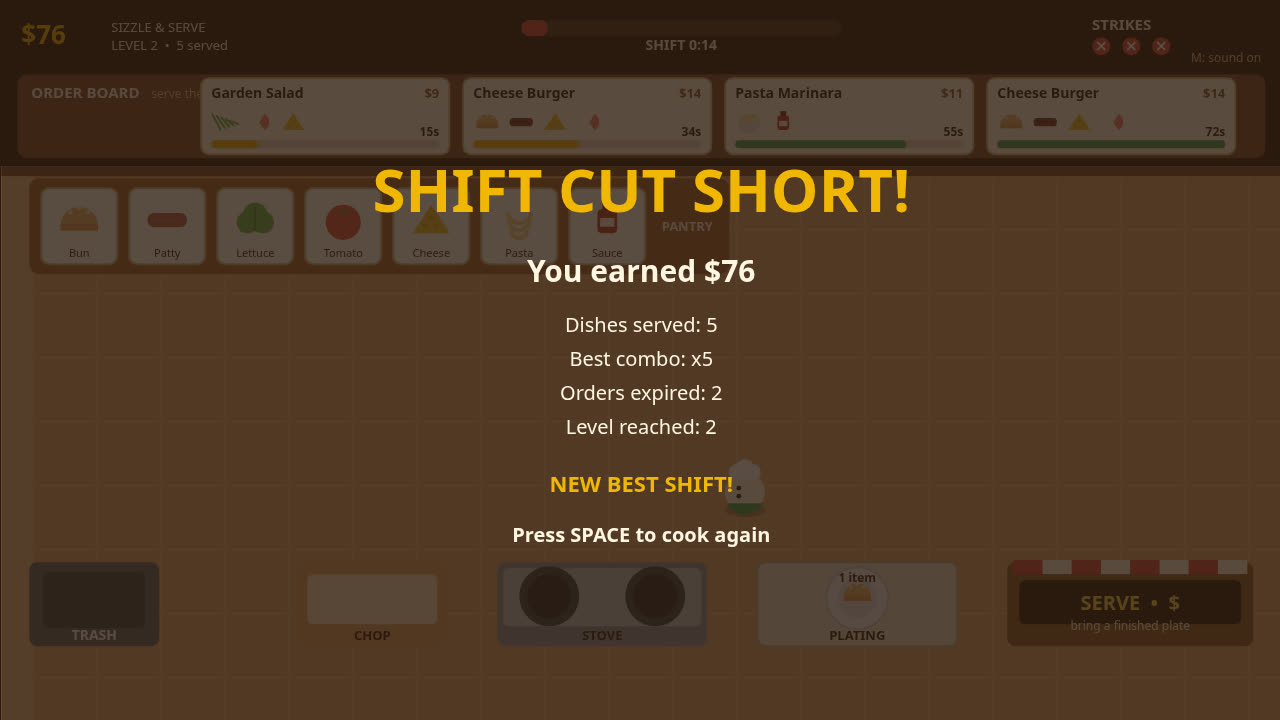 $76
SIZZLE & SERVE
LEVEL 2 • 5 served
SHIFT 0:14
STRIKES
M: sound on
ORDER BOARD serve the
Garden Salad $9
15s
Cheese Burger $14
34s
Pasta Marinara $11
55s
Cheese Burger $14
72s
SHIFT CUT SHORT!
Bun
Patty
Lettuce
Tomato
Cheese
Pasta
Sauce
PANTRY
You earned $76
Dishes served: 5
Best combo: x5
Orders expired: 2
Level reached: 2
NEW BEST SHIFT!
Press SPACE to cook again
TRASH
CHOP
STOVE
1 item
PLATING
SERVE • $
bring a finished plate